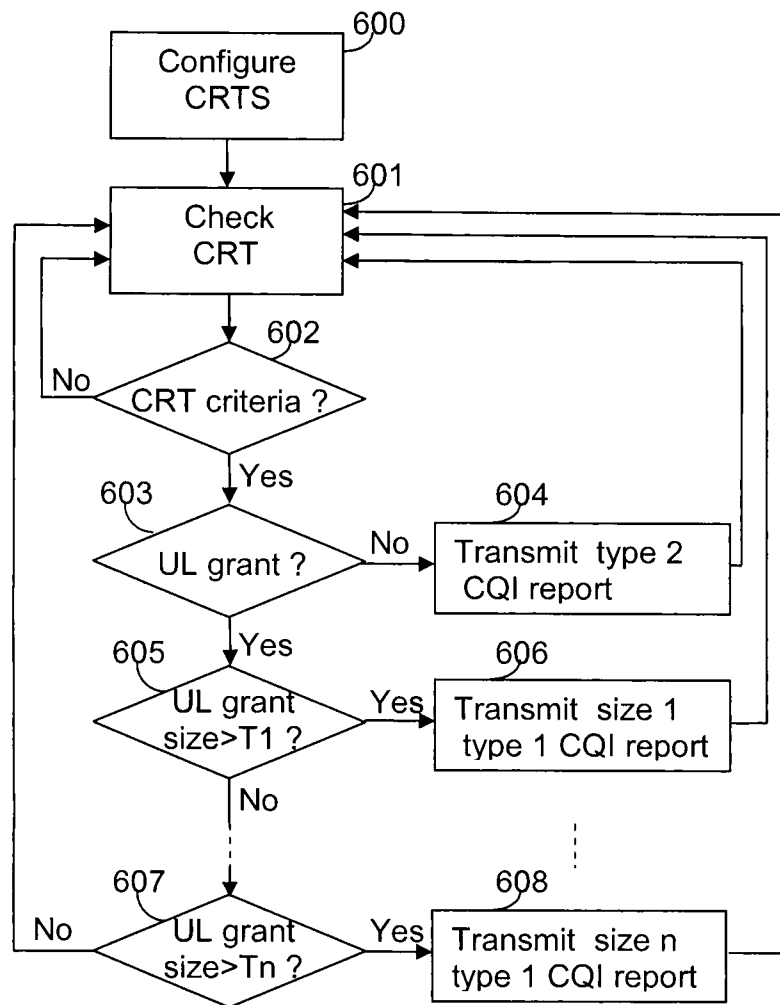 600
Configure
CRTS
601
Check
CRT
602
No
CRT criteria ?
Yes
603
604
UL grant ?
No
Transmit type 2
CQI report
Yes
605
606
UL grant
size>T1 ?
Yes
Transmit size 1
type 1 CQI report
No
607
608
No
UL grant
size>Tn ?
Yes
Transmit size n
type 1 CQI report